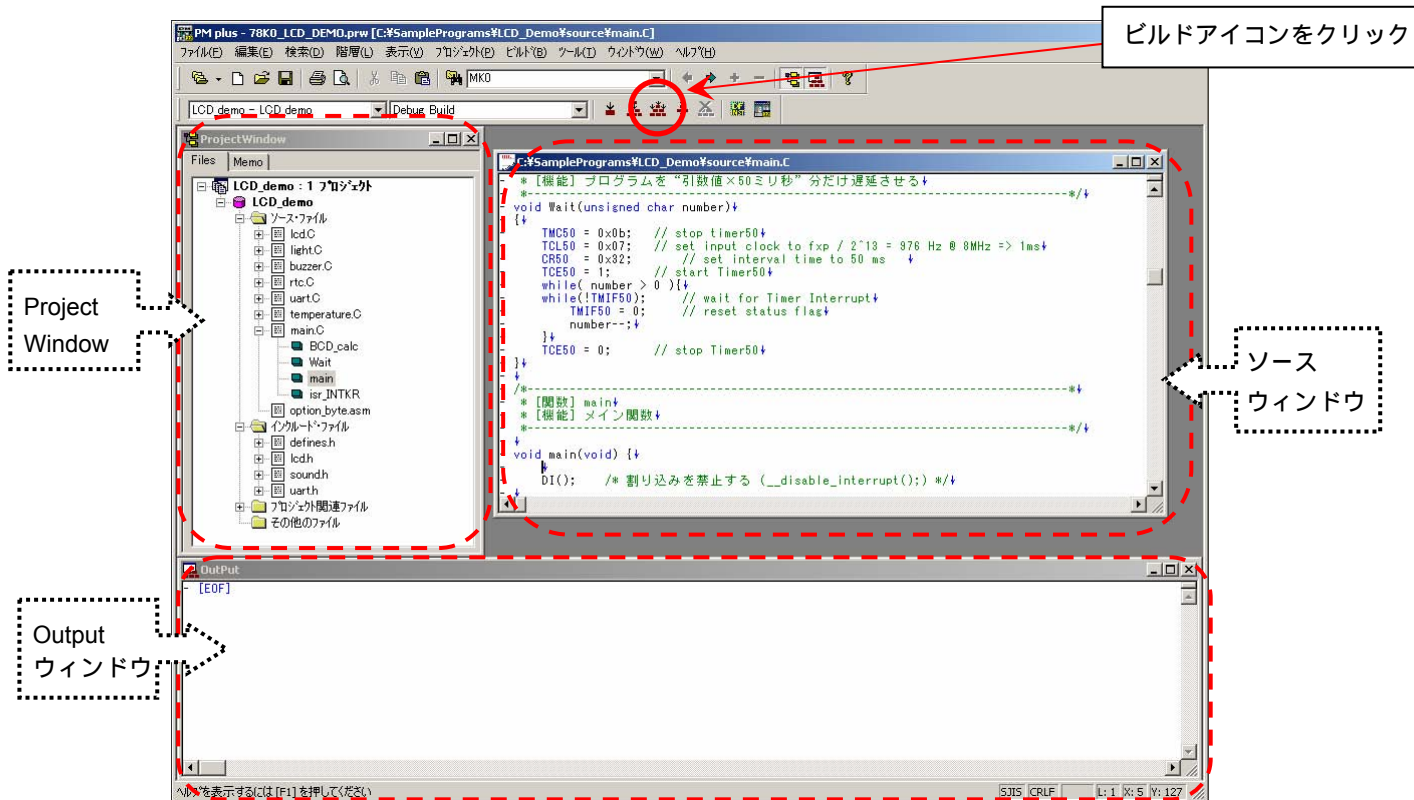 ビルドアイコンをクリック
PM plus - 78K0_LCD_DEMO.prw [C:¥SamplePrograms¥LCD_Demo¥source¥main.C]
ファイル(F) 編集(E) 検索(D) 階層(L) 表示(V) プロジェクト(P) ビルド(B) ツール(T) ウィンドウ(W) ヘルプ(H)
MK0
LCD_demo - LCD_demo Debug Build
ProjectWindow
Files Memo
LCD_demo : 1 プロジェクト
LCD_demo
ソース・ファイル
lcd.C
light.C
buzzer.C
rtc.C
uart.C
temperature.C
main.C
BCD_calc
Wait
main
isr_INTKR
option_byte.asm
インクルード・ファイル
defines.h
lcd.h
sound.h
uart.h
プロジェクト関連ファイル
その他のファイル
C:¥SamplePrograms¥LCD_Demo¥source¥main.C
* [機能] プログラムを“引数値×50ミリ秒”分だけ遅延させる↓
*-----------------------------------------------------------------------------*/↓
void Wait(unsigned char number)↓
{↓
TMC50 = 0x0b; // stop timer50↓
TCL50 = 0x07; // set input clock to fxp / 2^13 = 976 Hz @ 8MHz => 1ms↓
CR50 = 0x32; // set interval time to 50 ms ↓
TCE50 = 1; // start Timer50↓
while( number > 0 ){↓
while(!TMIF50); // wait for Timer Interrupt↓
TMIF50 = 0; // reset status flag↓
number--;↓
}↓
TCE50 = 0; // stop Timer50↓
}↓
↓
/*-----------------------------------------------------------------------------*↓
* [関数] main↓
* [機能] メイン関数↓
*-----------------------------------------------------------------------------*/↓
↓
void main(void) {↓
↓
DI(); /* 割り込みを禁止する (__disable_interrupt();) */↓
↓
Project
Window
ソース
ウィンドウ
OutPut
[EOF]
Output
ウィンドウ
ヘルプを表示するには [F1] を押してください SJIS CRLF L: 1 X: 5 Y: 127